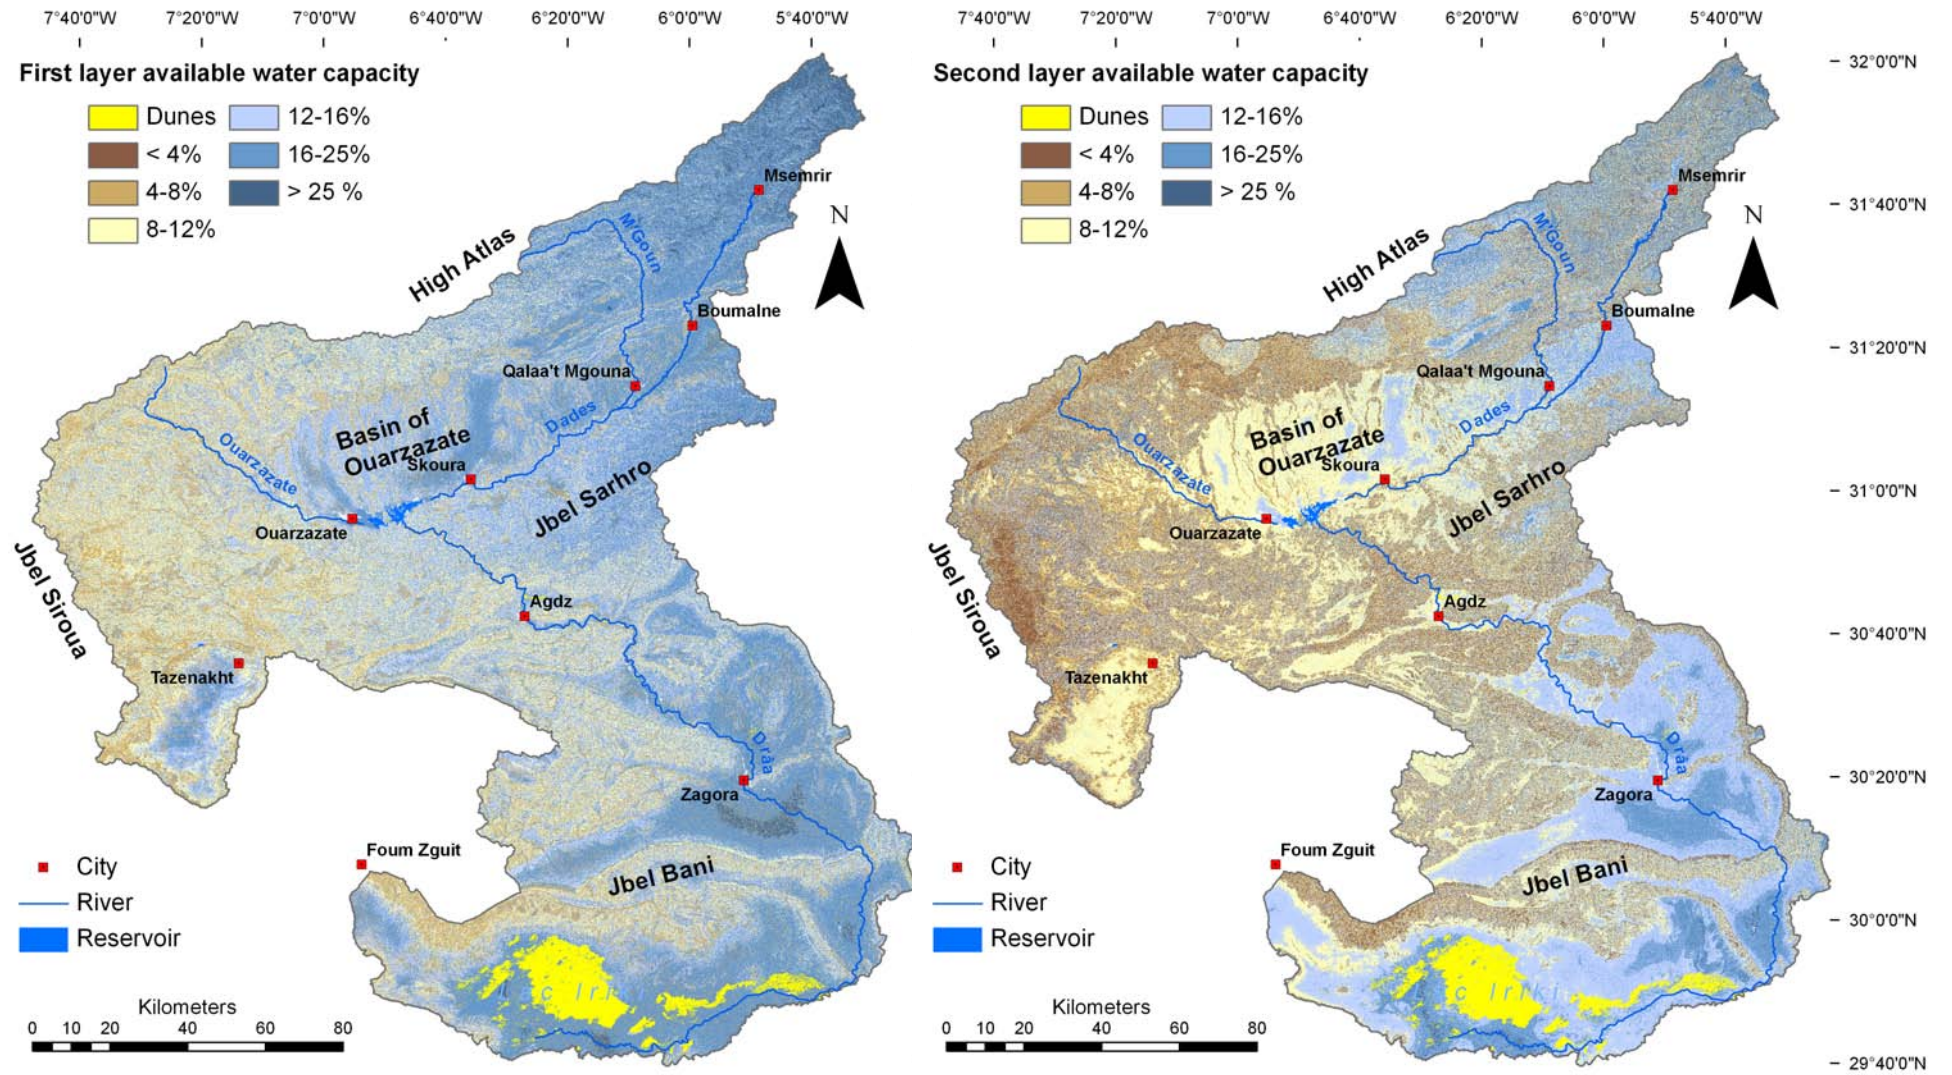 7°40'0"W 7°20'0"W 7°00'0"W 6°40'0"W 6°20'0"W 6°00'0"W 5°40'0"W
7°40'0"W 7°20'0"W 7°00'0"W 6°40'0"W 6°20'0"W 6°00'0"W 5°40'0"W
First layer available water capacity
Dunes
< 4%
4-8%
8-12%
12-16%
16-25%
> 25 %
Msemrir
N
M'Goun
High Atlas
Boumalne
Qalaa't Mgouna
Dades
Basin of
Ouarzazate
Skoura
Ouarzazate
Ouarzazate
Jbel Sarhro
Jbel Siroua
Agdz
Tazenakht
Drâa
Zagora
Foum Zguit
Jbel Bani
City
River
Reservoir
Kilometers
0 10 20 40 60 80
Second layer available water capacity
Dunes
< 4%
4-8%
8-12%
12-16%
16-25%
> 25 %
Msemrir
N
M'Goun
High Atlas
Boumalne
Qalaa't Mgouna
Dades
Basin of
Ouarzazate
Skoura
Ouarzazate
Ouarzazate
Jbel Sarhro
Jbel Siroua
Agdz
Tazenakht
Drâa
Zagora
Foum Zguit
Jbel Bani
City
River
Reservoir
Kilometers
0 10 20 40 60 80
32°0'0"N
31°40'0"N
31°20'0"N
31°00'0"N
30°40'0"N
30°20'0"N
30°0'0"N
29°40'0"N